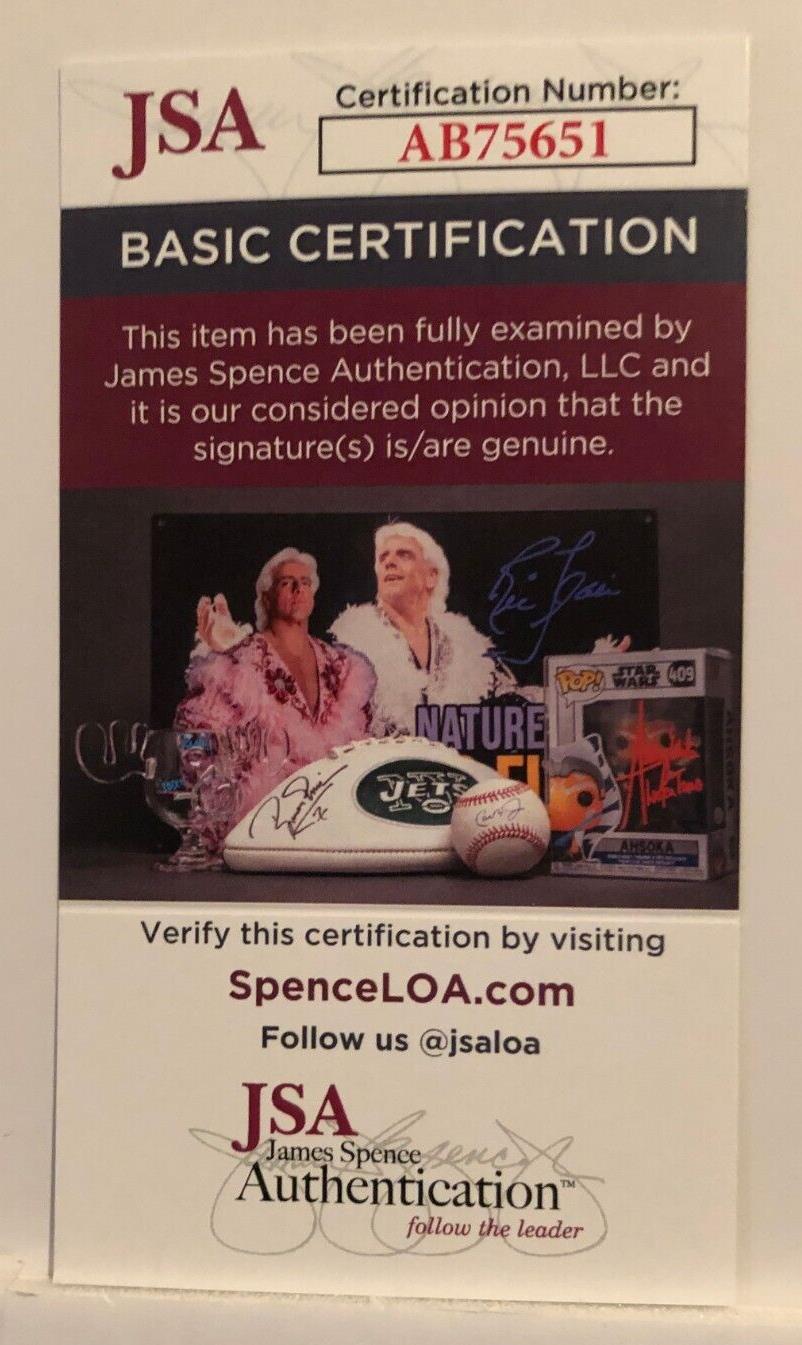 JSA
Certification Number:
AB75651
BASIC CERTIFICATION
This item has been fully examined by
James Spence Authentication, LLC and
it is our considered opinion that the
signature(s) is/are genuine.
Ric Flair
NATURE
POP!
STAR
WARS
409
JETS
AHSOKA
Verify this certification by visiting
SpenceLOA.com
Follow us @jsaloa
JSA
James Spence
Authentication™
follow the leader